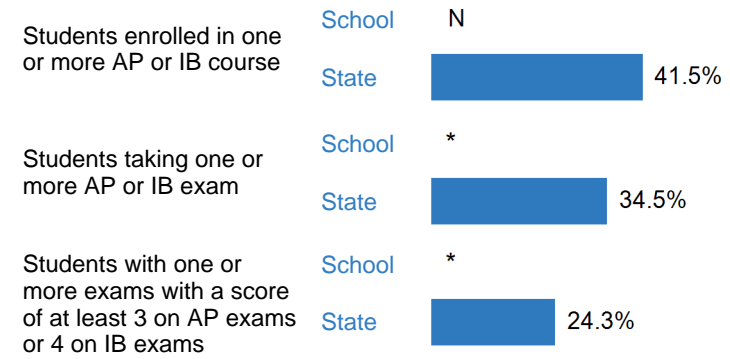 Students enrolled in one
or more AP or IB course
School N
State 41.5%
Students taking one or
more AP or IB exam
School *
State 34.5%
Students with one or
more exams with a score
of at least 3 on AP exams
or 4 on IB exams
School *
State 24.3%